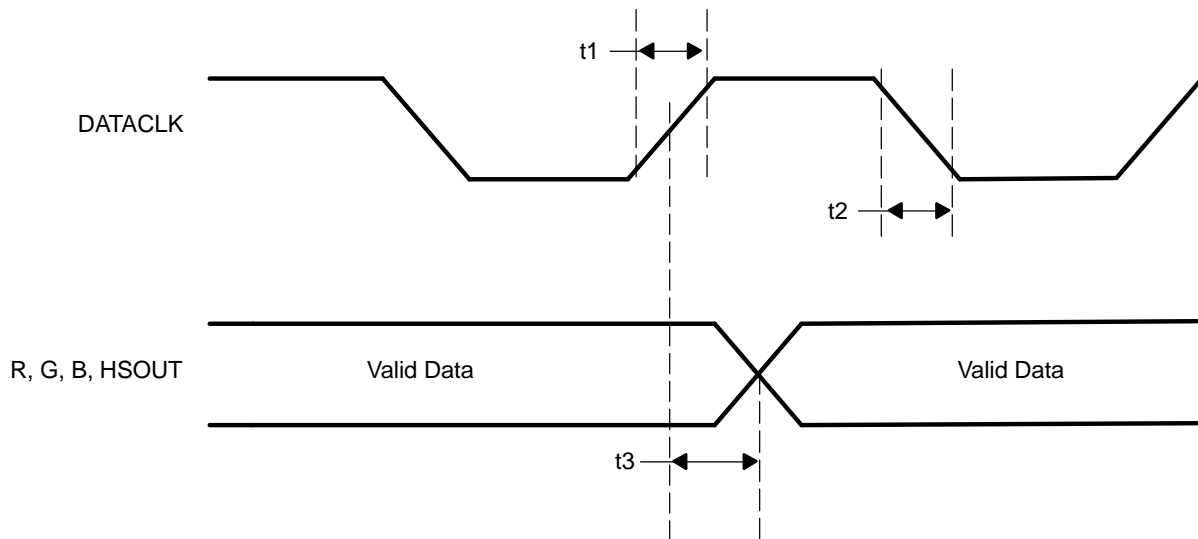 t1
DATACLK
t2
R, G, B, HSOUT
Valid Data
Valid Data
t3